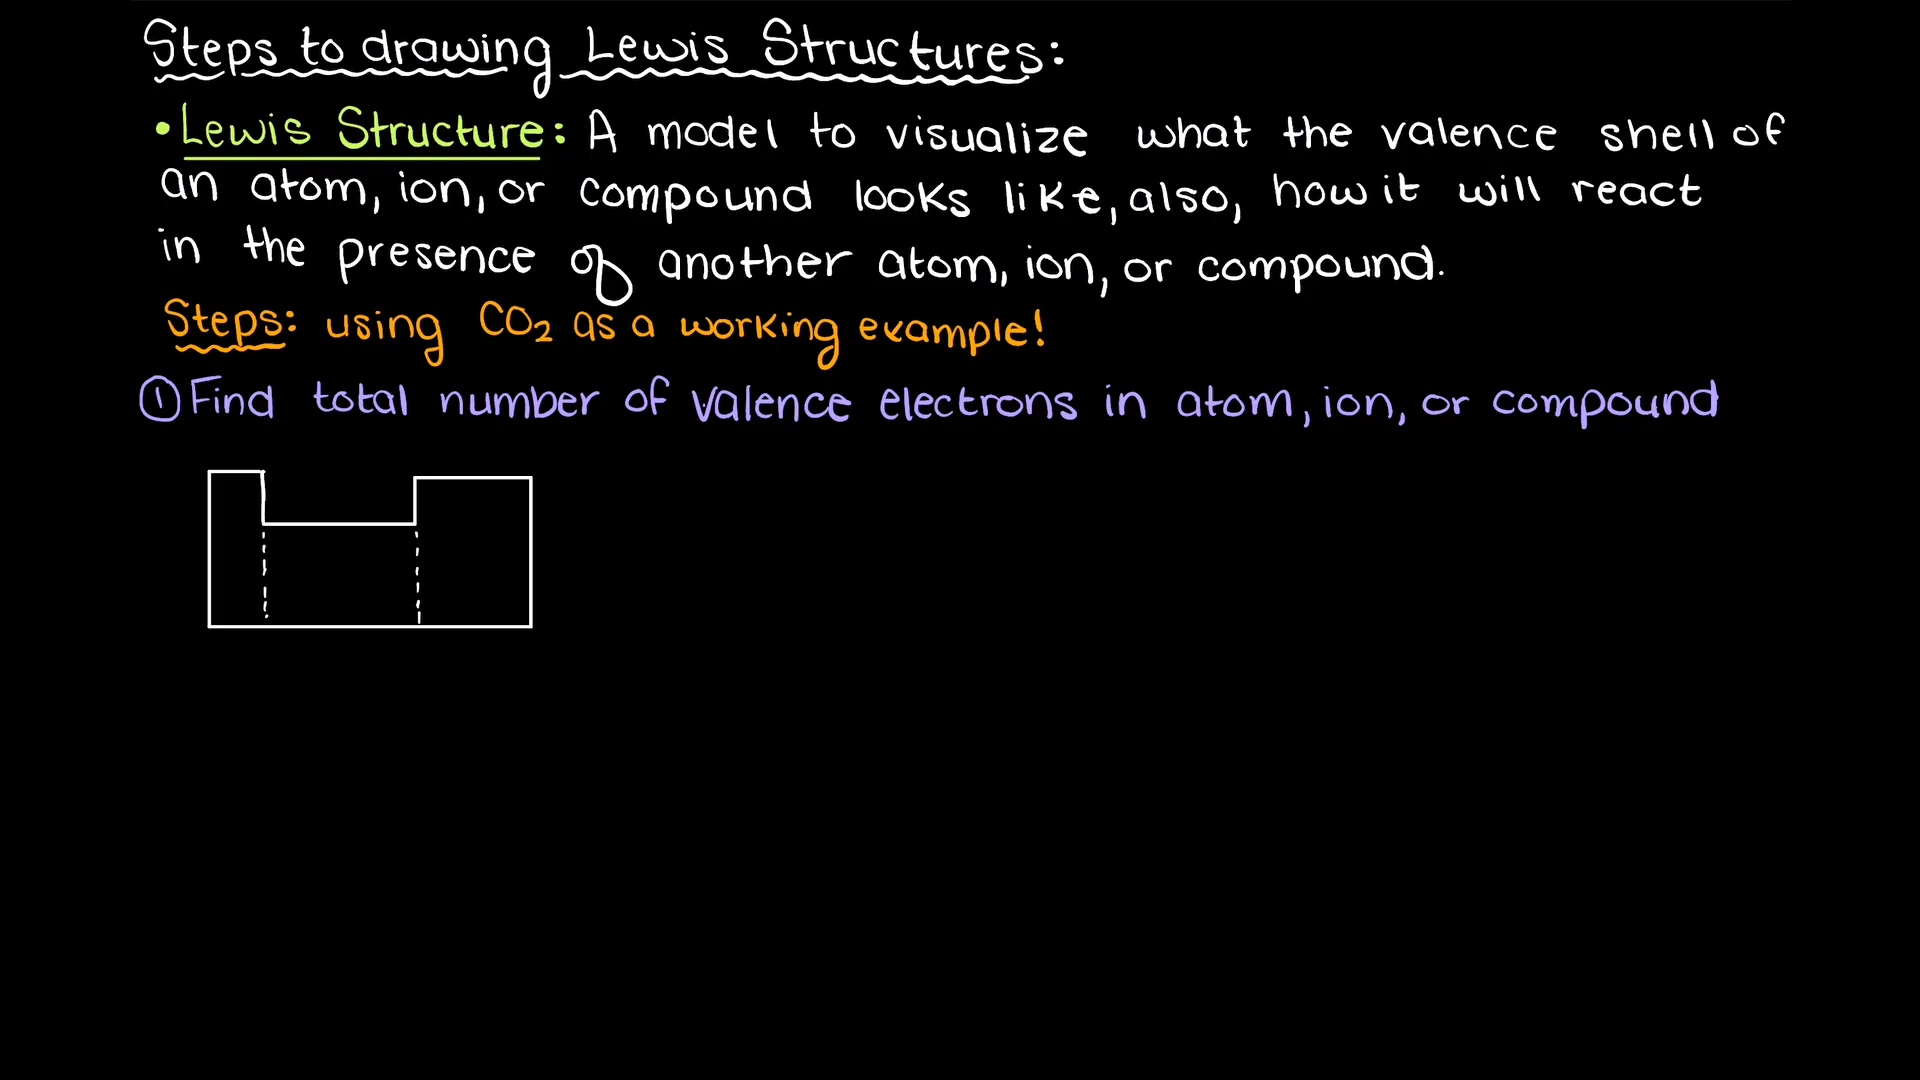 Steps to drawing Lewis Structures:
• Lewis Structure: A model to visualize what the valence shell of
an atom, ion, or compound looks like, also, how it will react
in the presence of another atom, ion, or compound.
Steps: using CO₂ as a working example!
① Find total number of valence electrons in atom, ion, or compound